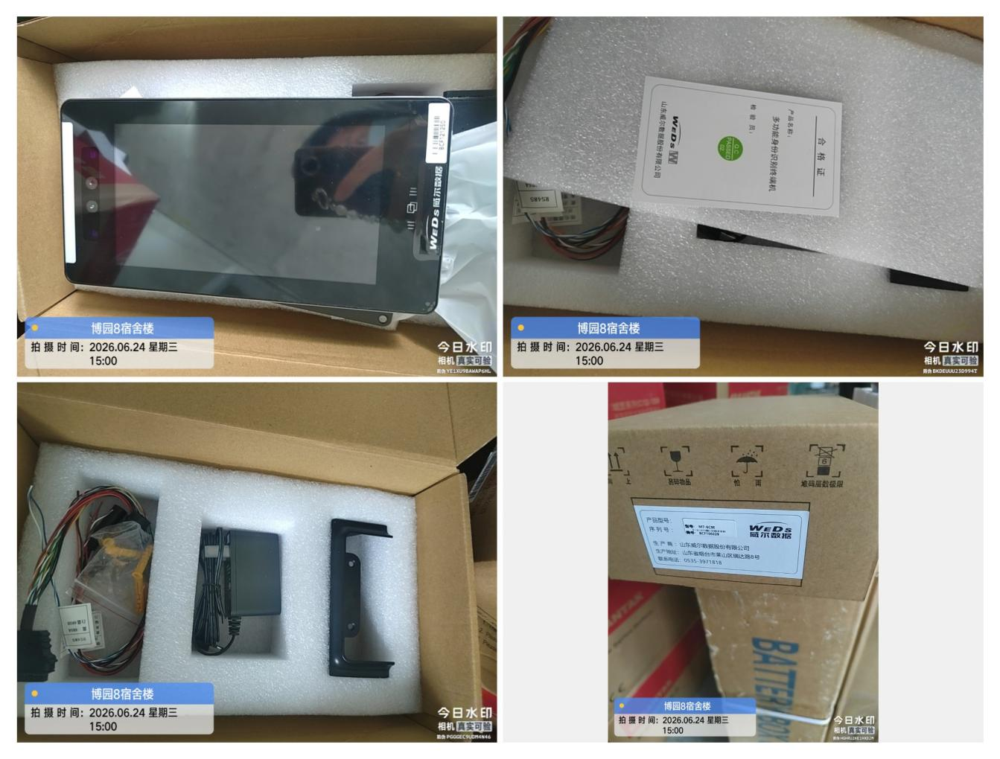 BCF121250
WEDS 威尔数据
博园8宿舍楼
拍摄时间：2026.06.24 星期三
15:00
今日水印
相机 真实可验
防伪 YE1XU9BAWAP6HL
合格证
产品名称：
多功能身份识别终端机
检验员：
Q.C
PASSED
02
WEDS
山东威尔数据股份有限公司
RS485
博园8宿舍楼
拍摄时间：2026.06.24 星期三
15:00
今日水印
相机 真实可验
防伪 BKDEUUU23D994T
RS485
博园8宿舍楼
拍摄时间：2026.06.24 星期三
15:00
今日水印
相机 真实可验
防伪 PGGGEC9UDM4N46
上
怕雨
6
堆码层数极限
产品型号：
型号：M7-6C9E
序列号：
编号：BCF100229
WEDS
威尔数据
生产商：山东威尔数据股份有限公司
生产地址：山东省烟台市莱山区瑞达路8号
联系电话：0535-3971818
ANTAK
BATTERY BOX
博园8宿舍楼
拍摄时间：2026.06.24 星期三
15:00
今日水印
相机 真实可验